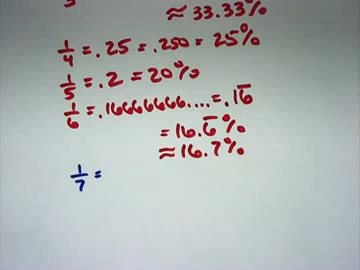 3
≈ 33.33%
1/4 = .25 = .250 = 25%
1/5 = .2 = 20%
1/6 = .16666666.... = .16̅
= 16.6̅%
≈ 16.7%
1/7 =